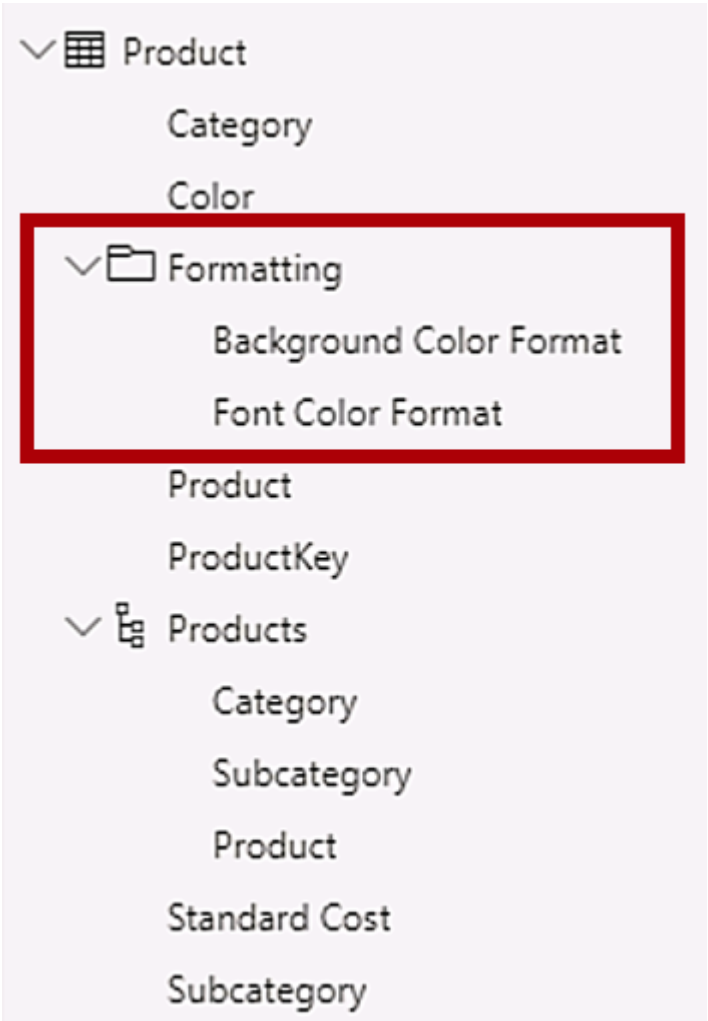 Product
Category
Color
Formatting
Background Color Format
Font Color Format
Product
ProductKey
Products
Category
Subcategory
Product
Standard Cost
Subcategory